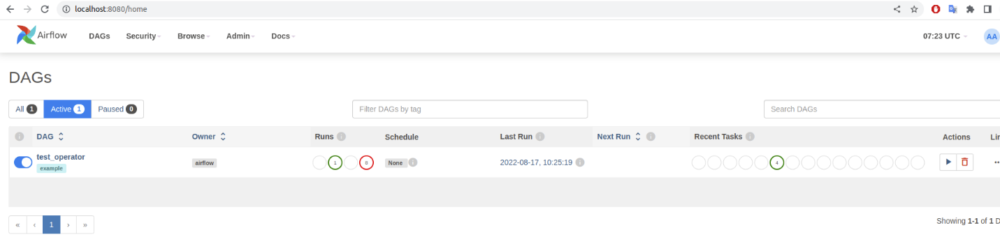 localhost:8080/home
Airflow DAGs Security Browse Admin Docs 07:23 UTC AA
DAGs
All 1 Active 1 Paused 0 Filter DAGs by tag Search DAGs
i DAG Owner Runs i Schedule Last Run i Next Run i Recent Tasks i Actions Lin
test_operator
example airflow 1 8 None i 2022-08-17, 10:25:19 i 4
« ‹ 1 › » Showing 1-1 of 1 D